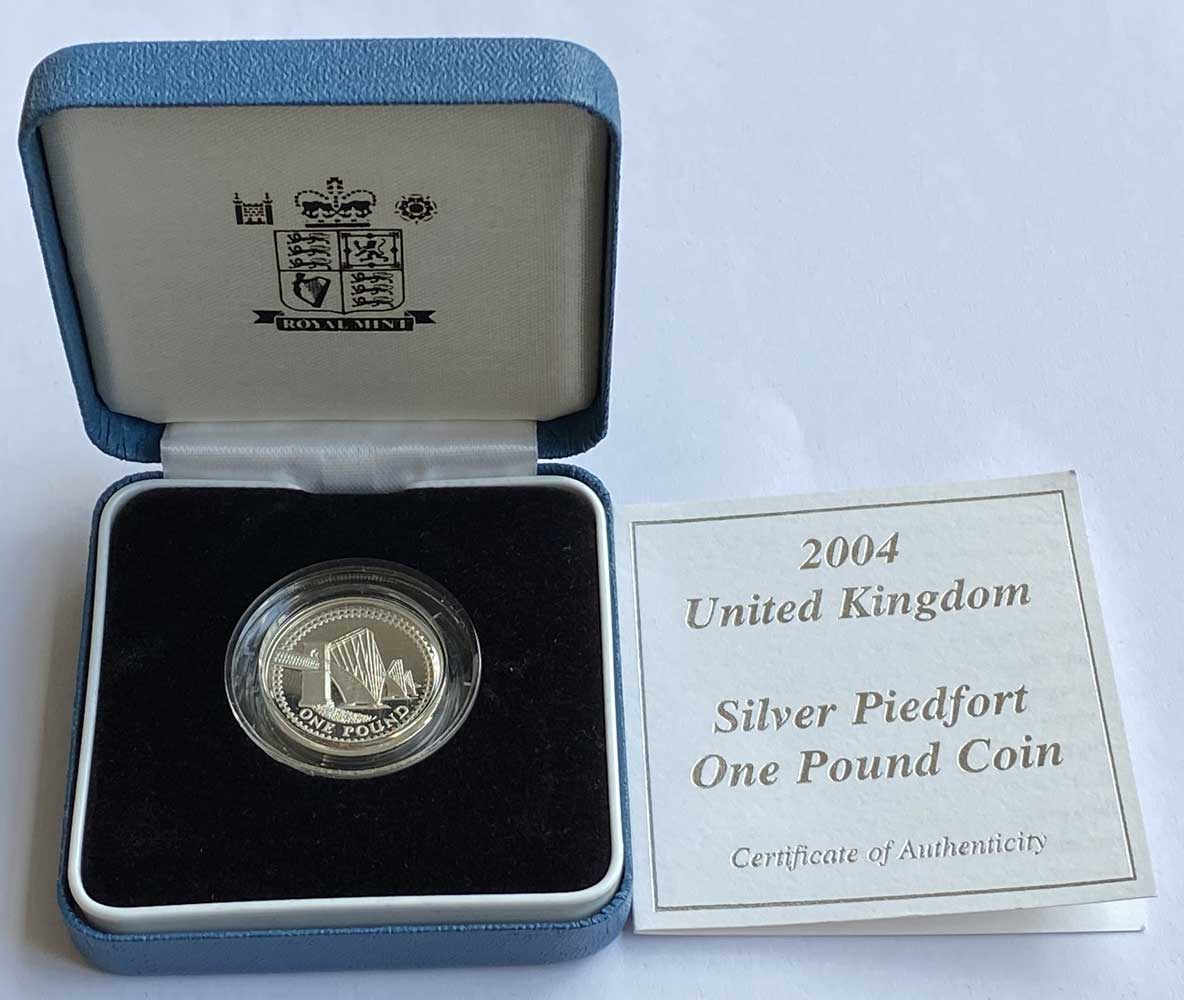 ROYAL MINT
ONE POUND
2004
United Kingdom
Silver Piedfort
One Pound Coin
Certificate of Authenticity